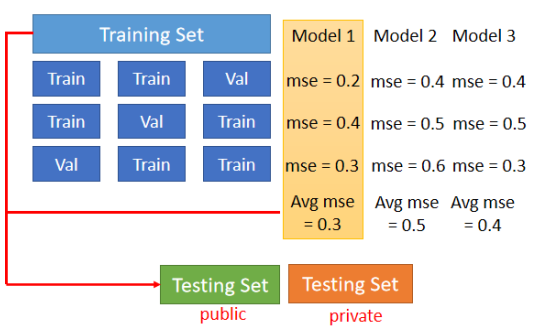 Training Set Model 1 Model 2 Model 3
Train Train Val mse = 0.2 mse = 0.4 mse = 0.4
Train Val Train mse = 0.4 mse = 0.5 mse = 0.5
Val Train Train mse = 0.3 mse = 0.6 mse = 0.3
Avg mse Avg mse Avg mse
= 0.3 = 0.5 = 0.4
Testing Set Testing Set
public private